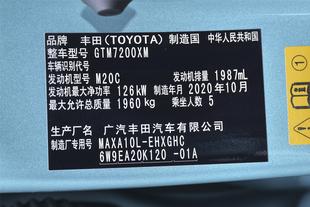 品牌 丰田(TOYOTA) 制造国 中华人民共和国
整车型号 GTM7200XM
车辆识别代号
发动机型号 M20C 发动机排量 1987mL
发动机最大净功率 126kW 制造年月 2020年10月
最大允许总质量 1960kg 乘坐人数 5
生产厂名 广汽丰田汽车有限公司
制造厂专用号 MAXA10L-EHXGHC
6W9EA20K120 -01A